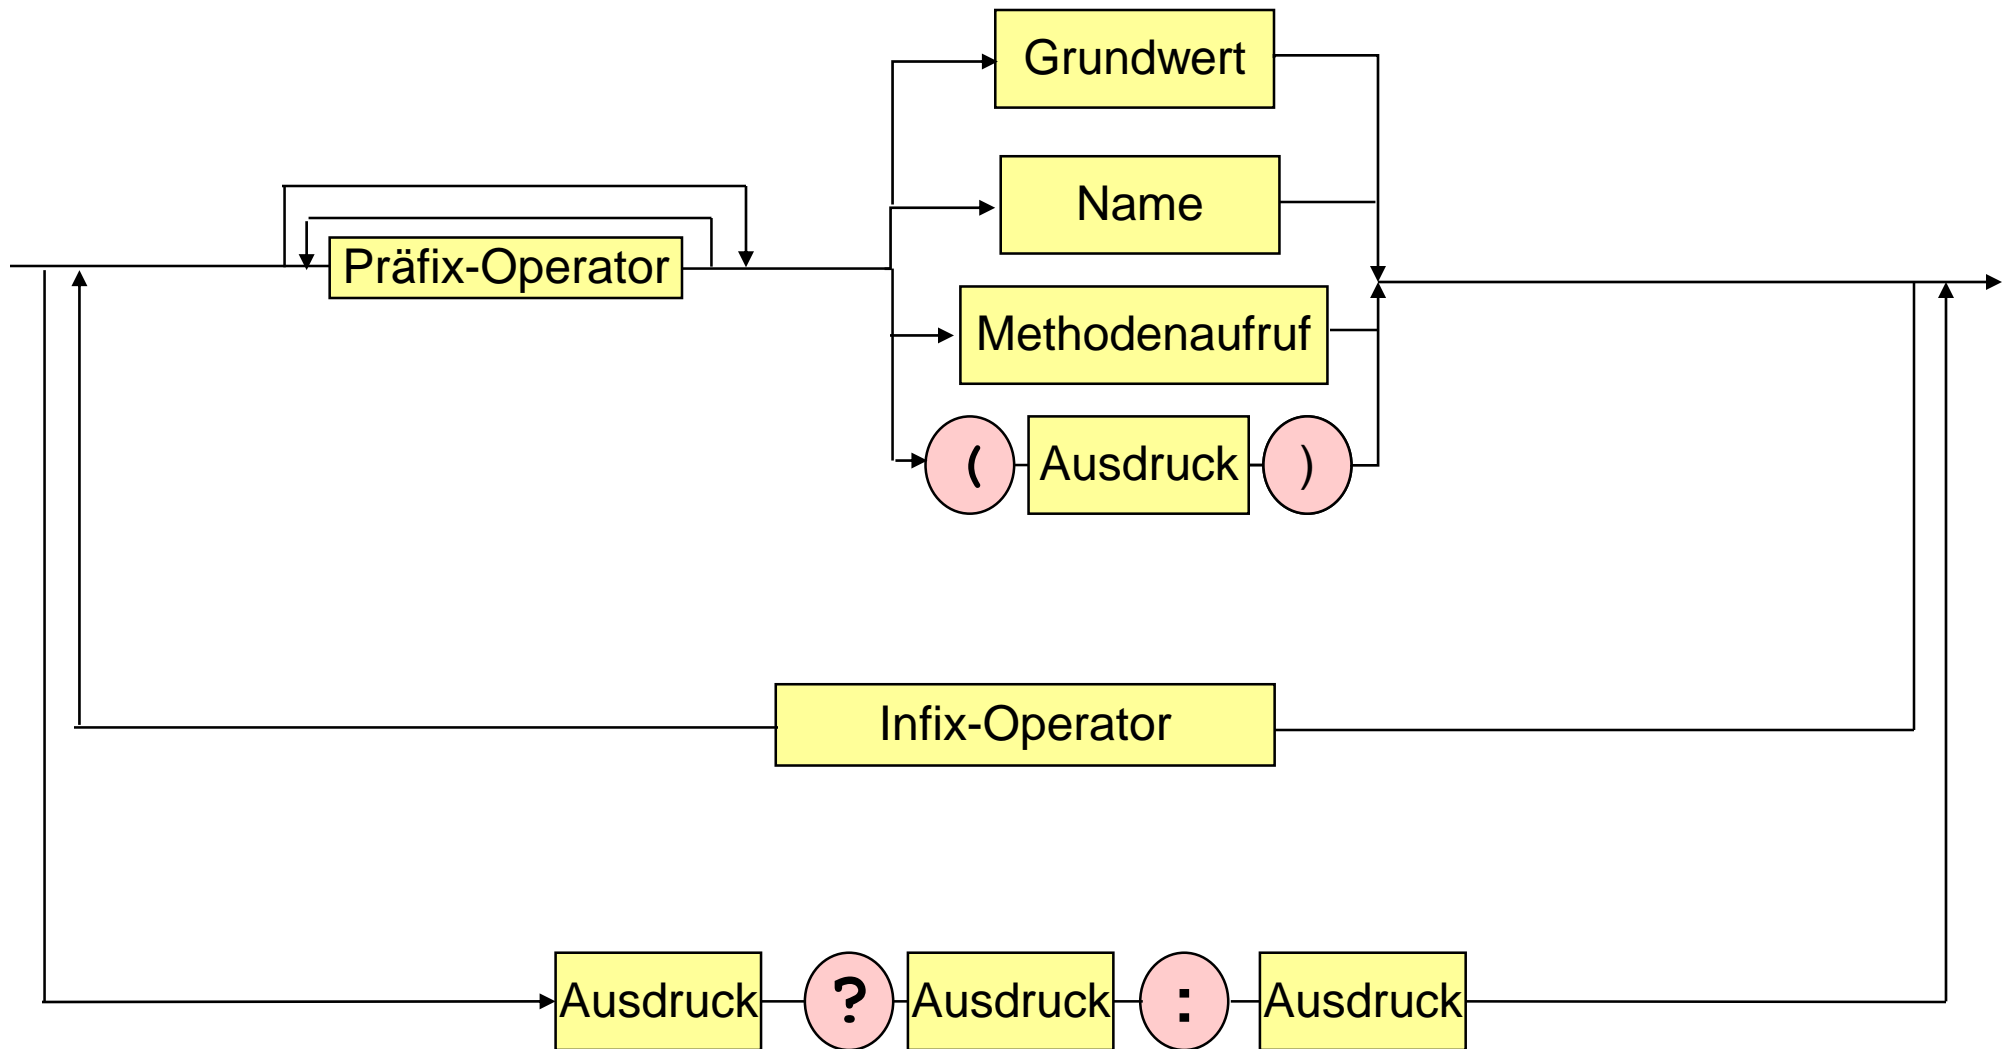 Grundwert
Name
Präfix-Operator
Methodenaufruf
( Ausdruck )
Infix-Operator
Ausdruck ? Ausdruck : Ausdruck